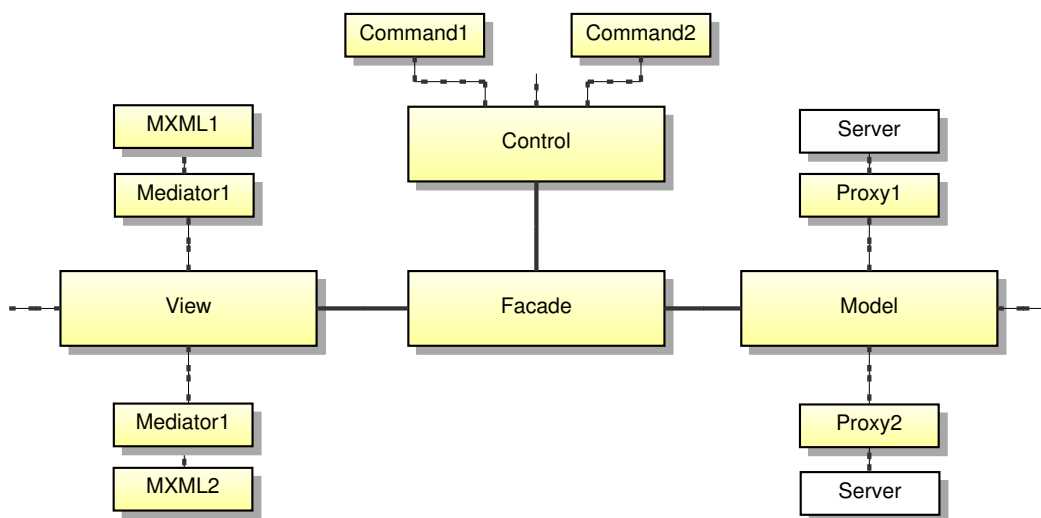 Command1
Command2
MXML1
Control
Server
Mediator1
Proxy1
View
Facade
Model
Mediator1
Proxy2
MXML2
Server